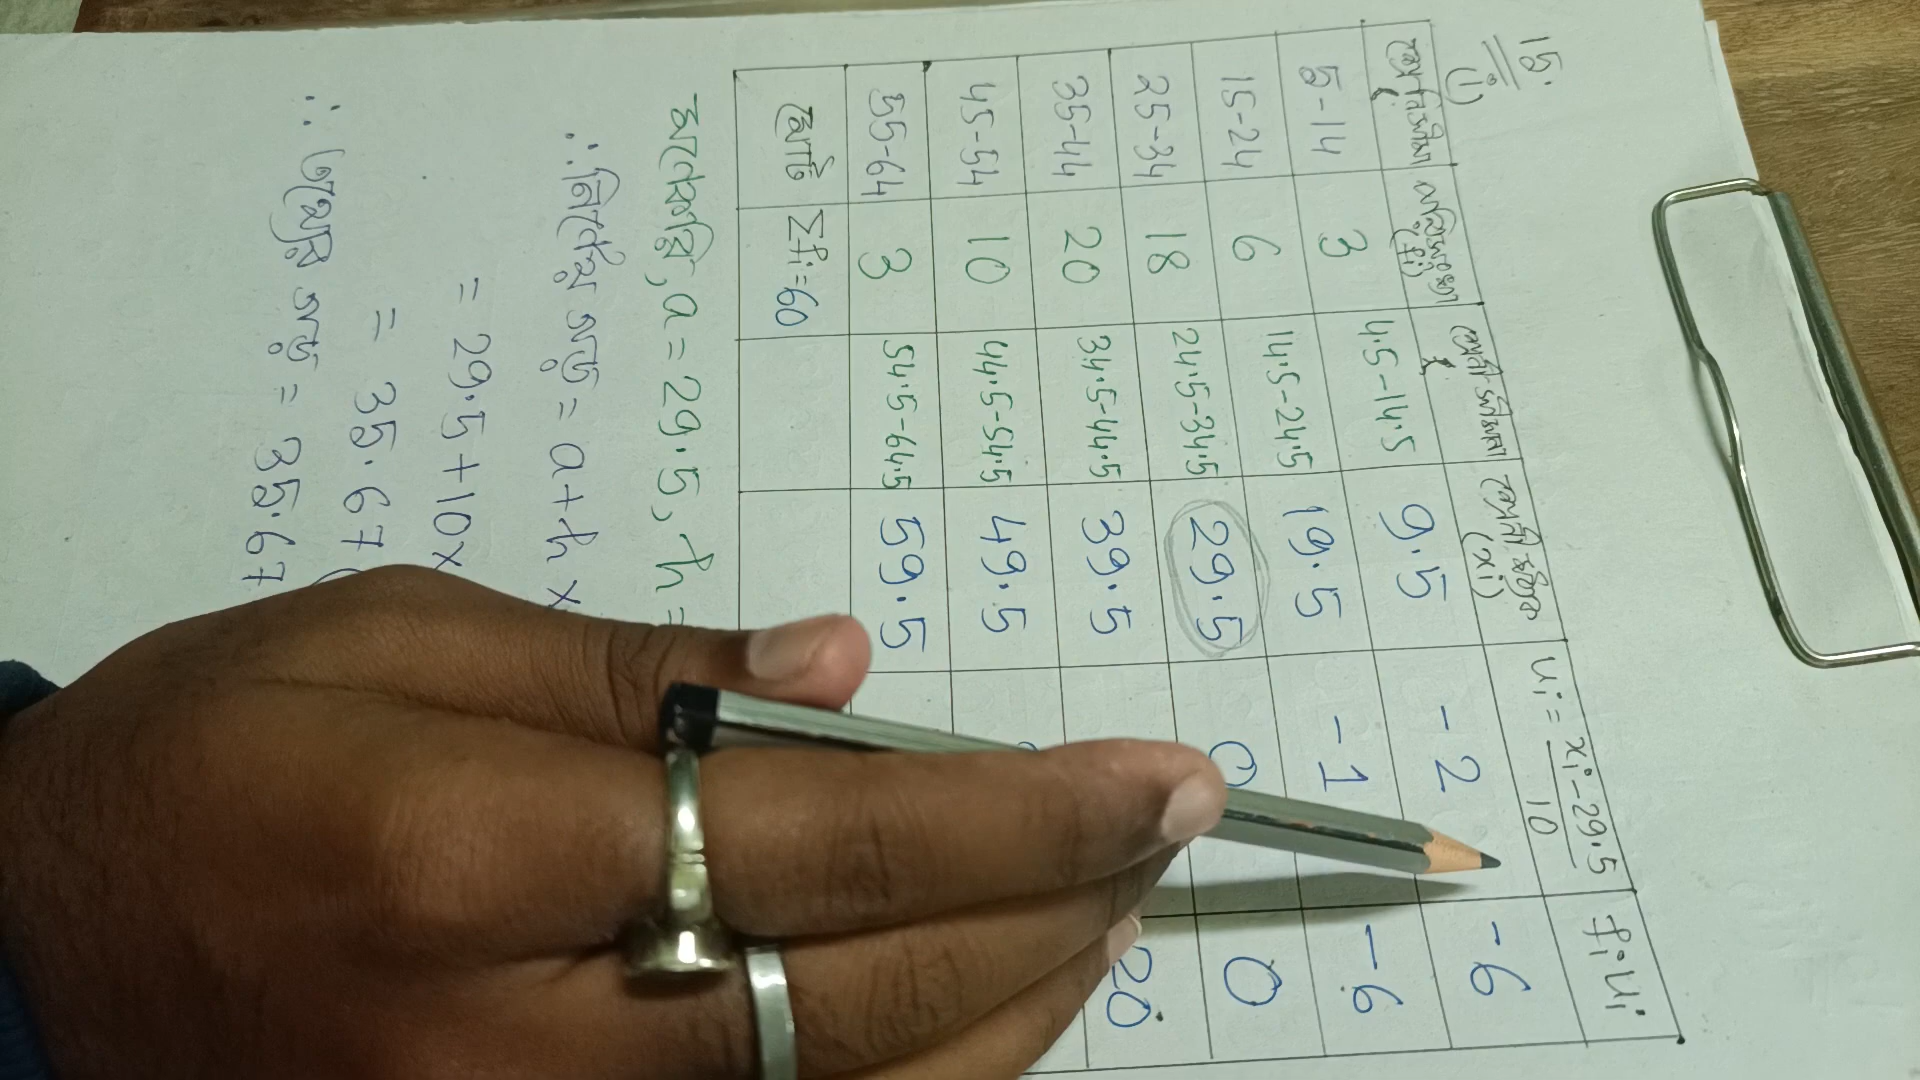 15.
(i)
শ্রেণি পরিসংখ্যা (fi) শ্রেণি-সীমানা শ্রেণি মধ্যক (xi) ui = xi - 29.5 / 10 fiui
5-14 3 4.5-14.5 9.5 -2 -6
15-24 6 14.5-24.5 19.5 -1 -6
25-34 18 24.5-34.5 29.5 0 0
35-44 20 34.5-44.5 39.5 20
45-54 10 44.5-54.5 49.5
55-64 3 54.5-64.5 59.5
মোট Σfi=60
a = 29.5, h =
∴ নির্ণেয় গড় = a + h x
= 29.5 + 10 x
= 35.67
∴ গড় = 35.67